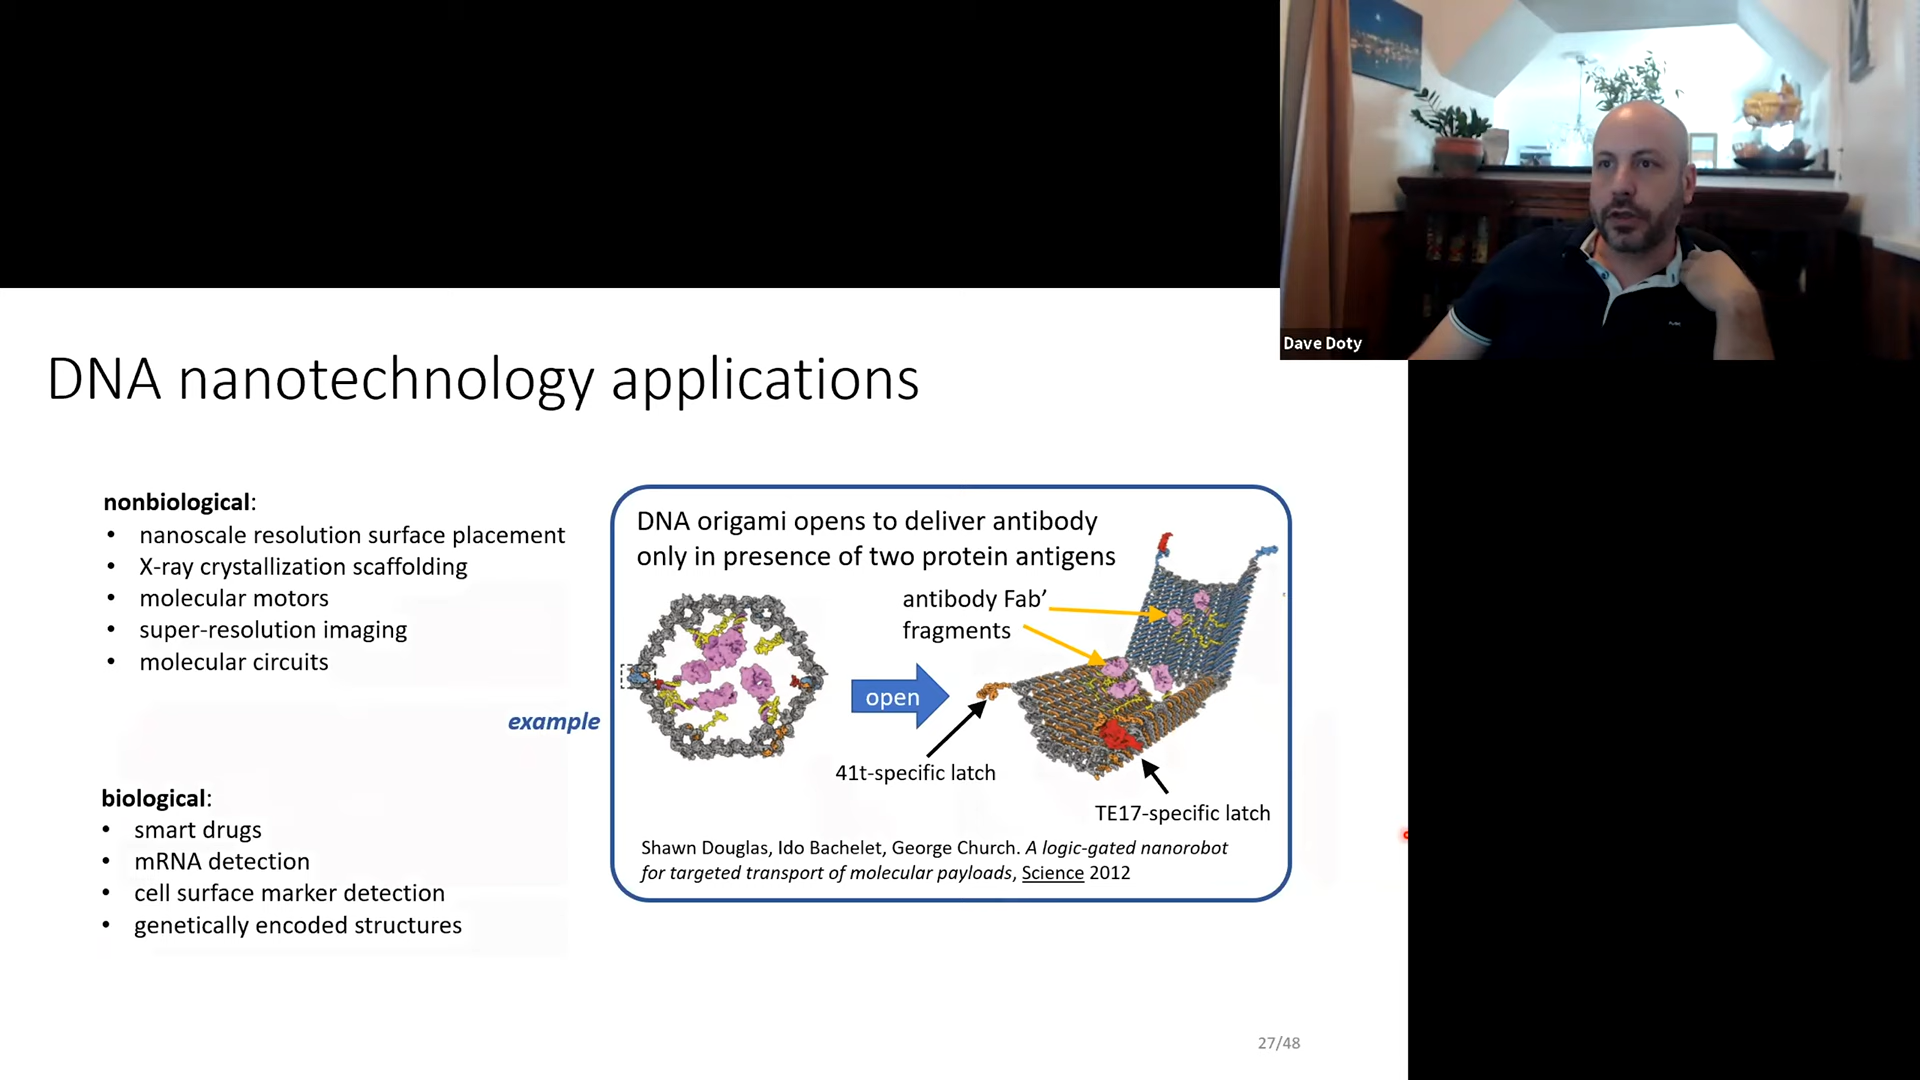 Dave Doty
DNA nanotechnology applications
nonbiological:
• nanoscale resolution surface placement
• X-ray crystallization scaffolding
• molecular motors
• super-resolution imaging
• molecular circuits
example
biological:
• smart drugs
• mRNA detection
• cell surface marker detection
• genetically encoded structures
DNA origami opens to deliver antibody
only in presence of two protein antigens
antibody Fab’
fragments
open
41t-specific latch
TE17-specific latch
Shawn Douglas, Ido Bachelet, George Church. A logic-gated nanorobot
for targeted transport of molecular payloads, Science 2012
27/48